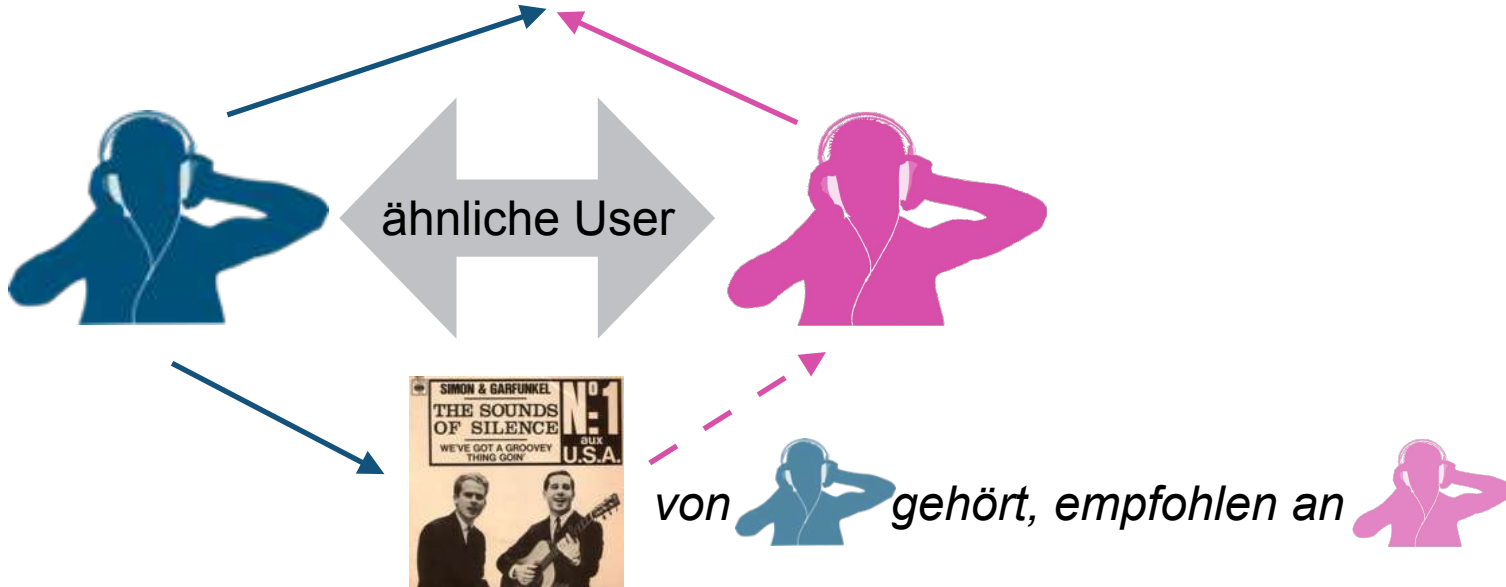 ähnliche User
SIMON & GARFUNKEL
THE SOUNDS
OF SILENCE
WE'VE GOT A GROOVEY
THING GOIN'
Nº1
aux
U.S.A.
von gehört, empfohlen an